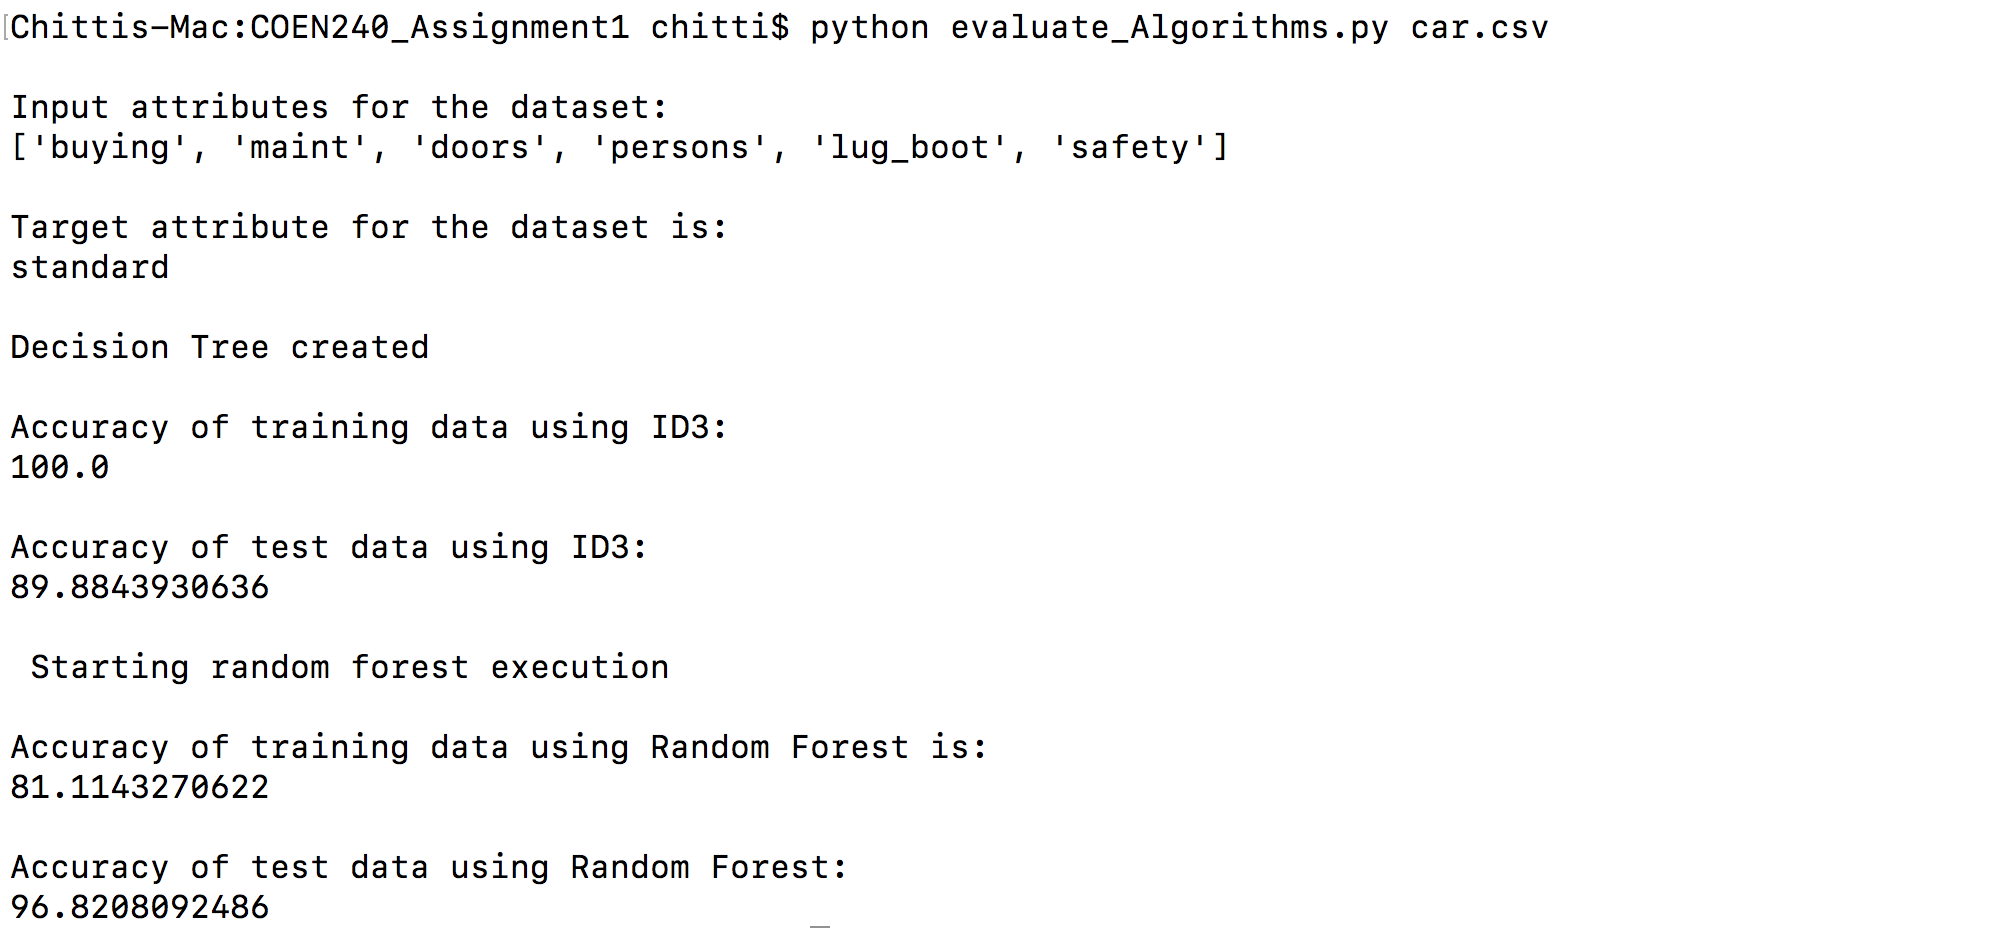 [Chittis-Mac:COEN240_Assignment1 chitti$ python evaluate_Algorithms.py car.csv
Input attributes for the dataset:
['buying', 'maint', 'doors', 'persons', 'lug_boot', 'safety']
Target attribute for the dataset is:
standard
Decision Tree created
Accuracy of training data using ID3:
100.0
Accuracy of test data using ID3:
89.8843930636
Starting random forest execution
Accuracy of training data using Random Forest is:
81.1143270622
Accuracy of test data using Random Forest:
96.8208092486